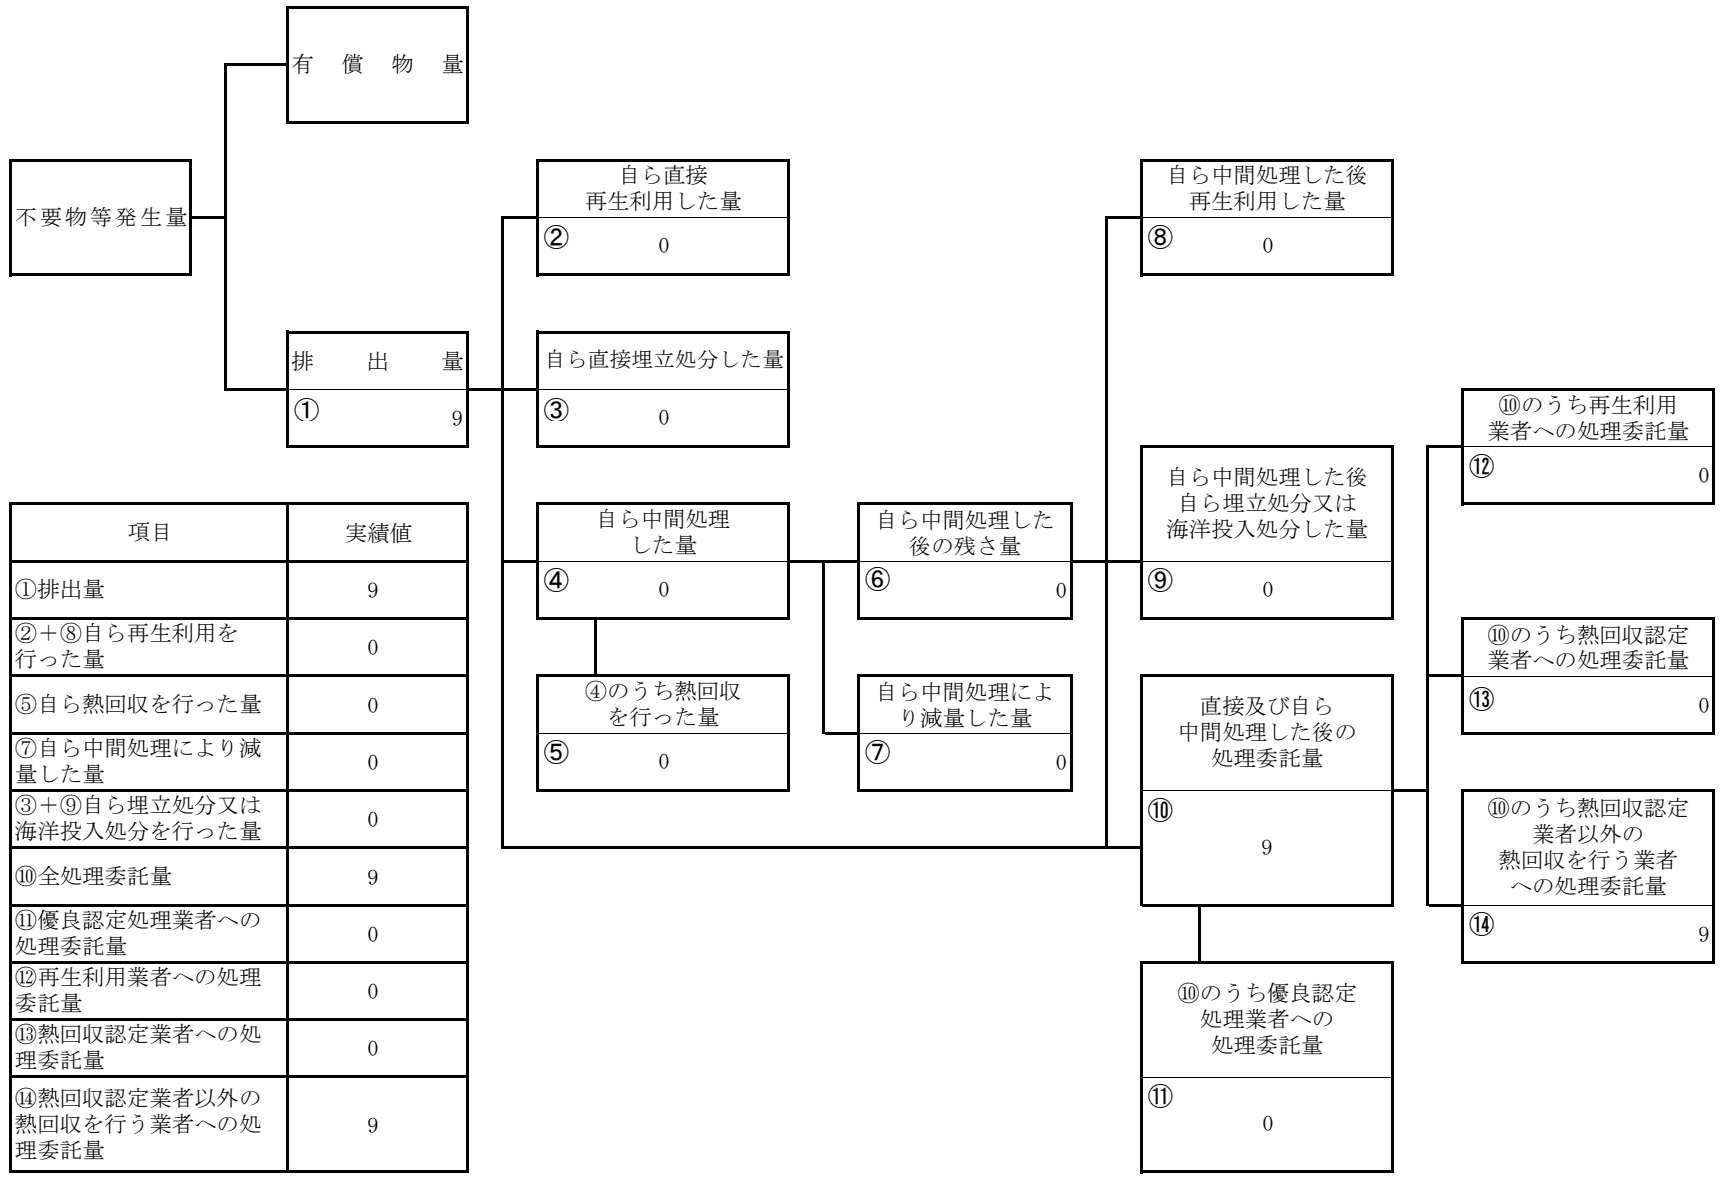 有償物量
不要物等発生量
排出量
①
9
自ら直接
再生利用した量
②
0
自ら直接埋立処分した量
③
0
自ら中間処理
した量
④
0
④のうち熱回収
を行った量
⑤
0
自ら中間処理した
後の残さ量
⑥
0
自ら中間処理によ
り減量した量
⑦
0
自ら中間処理した後
再生利用した量
⑧
0
自ら中間処理した後
自ら埋立処分又は
海洋投入処分した量
⑨
0
直接及び自ら
中間処理した後の
処理委託量
⑩
9
⑩のうち優良認定
処理業者への
処理委託量
⑪
0
⑩のうち再生利用
業者への処理委託量
⑫
0
⑩のうち熱回収認定
業者への処理委託量
⑬
0
⑩のうち熱回収認定
業者以外の
熱回収を行う業者
への処理委託量
⑭
9
項目
実績値
①排出量
9
②＋⑧自ら再生利用を
行った量
0
⑤自ら熱回収を行った量
0
⑦自ら中間処理により減
量した量
0
③＋⑨自ら埋立処分又は
海洋投入処分を行った量
0
⑩全処理委託量
9
⑪優良認定処理業者への
処理委託量
0
⑫再生利用業者への処理
委託量
0
⑬熱回収認定業者への処
理委託量
0
⑭熱回収認定業者以外の
熱回収を行う業者への処
理委託量
9